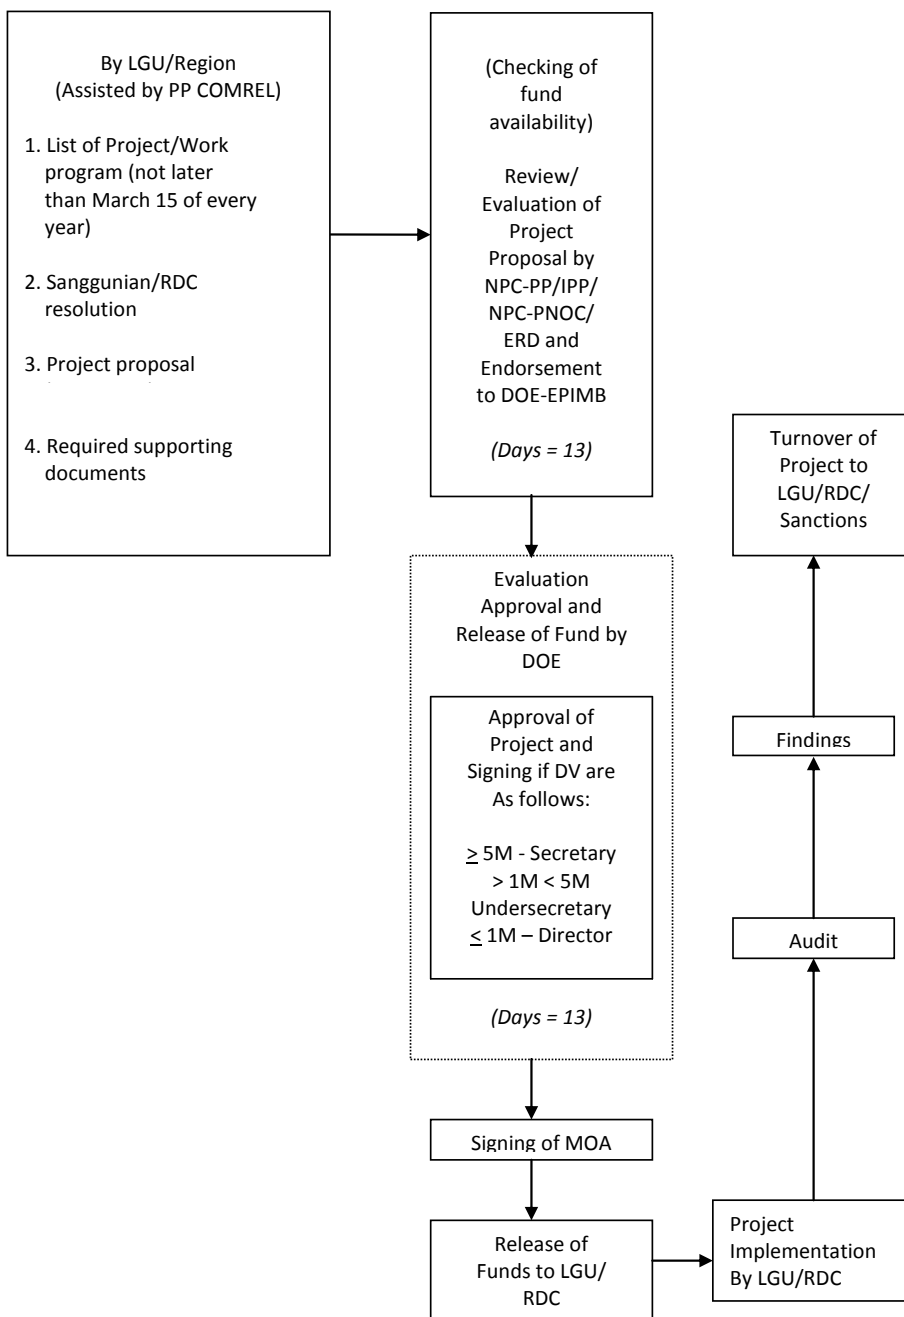 By LGU/Region
(Assisted by PP COMREL)
1. List of Project/Work
program (not later
than March 15 of every
year)
2. Sanggunian/RDC
resolution
3. Project proposal
4. Required supporting
documents
(Checking of
fund
availability)
Review/
Evaluation of
Project
Proposal by
NPC-PP/IPP/
NPC-PNOC/
ERD and
Endorsement
to DOE-EPIMB
(Days = 13)
Evaluation
Approval and
Release of Fund by
DOE
Approval of
Project and
Signing if DV are
As follows:
≥ 5M - Secretary
> 1M < 5M
Undersecretary
≤ 1M – Director
(Days = 13)
Signing of MOA
Release of
Funds to LGU/
RDC
Project
Implementation
By LGU/RDC
Audit
Findings
Turnover of
Project to
LGU/RDC/
Sanctions